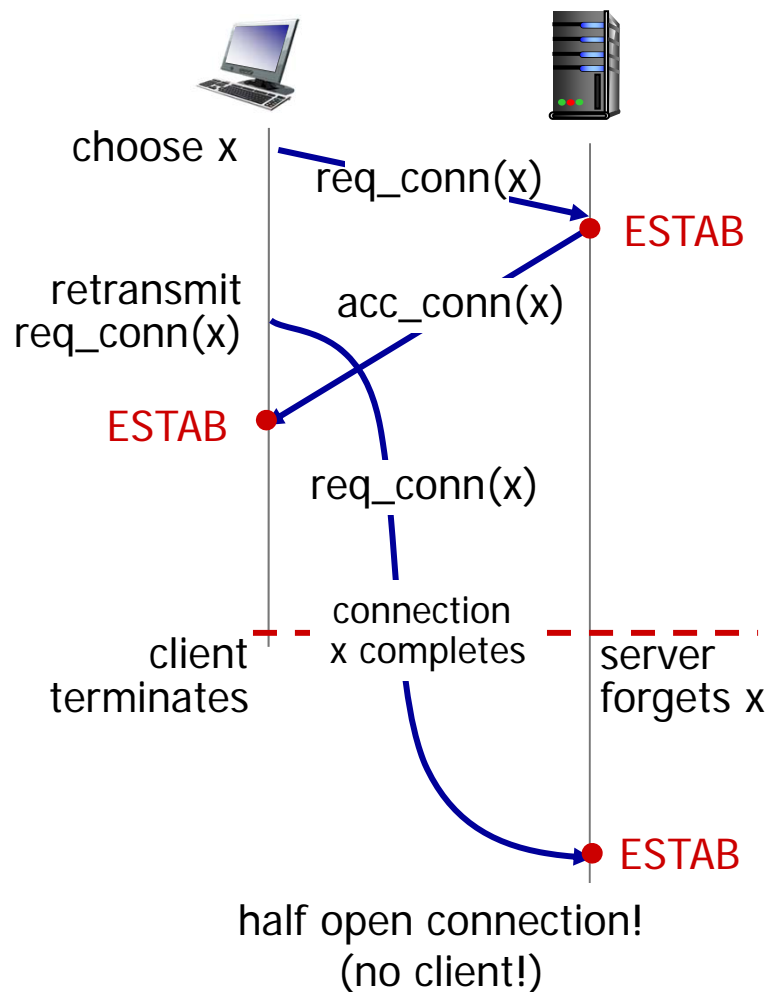 choose x
req_conn(x)
ESTAB
retransmit
req_conn(x)
acc_conn(x)
ESTAB
req_conn(x)
connection
x completes
client
terminates
server
forgets x
ESTAB
half open connection!
(no client!)